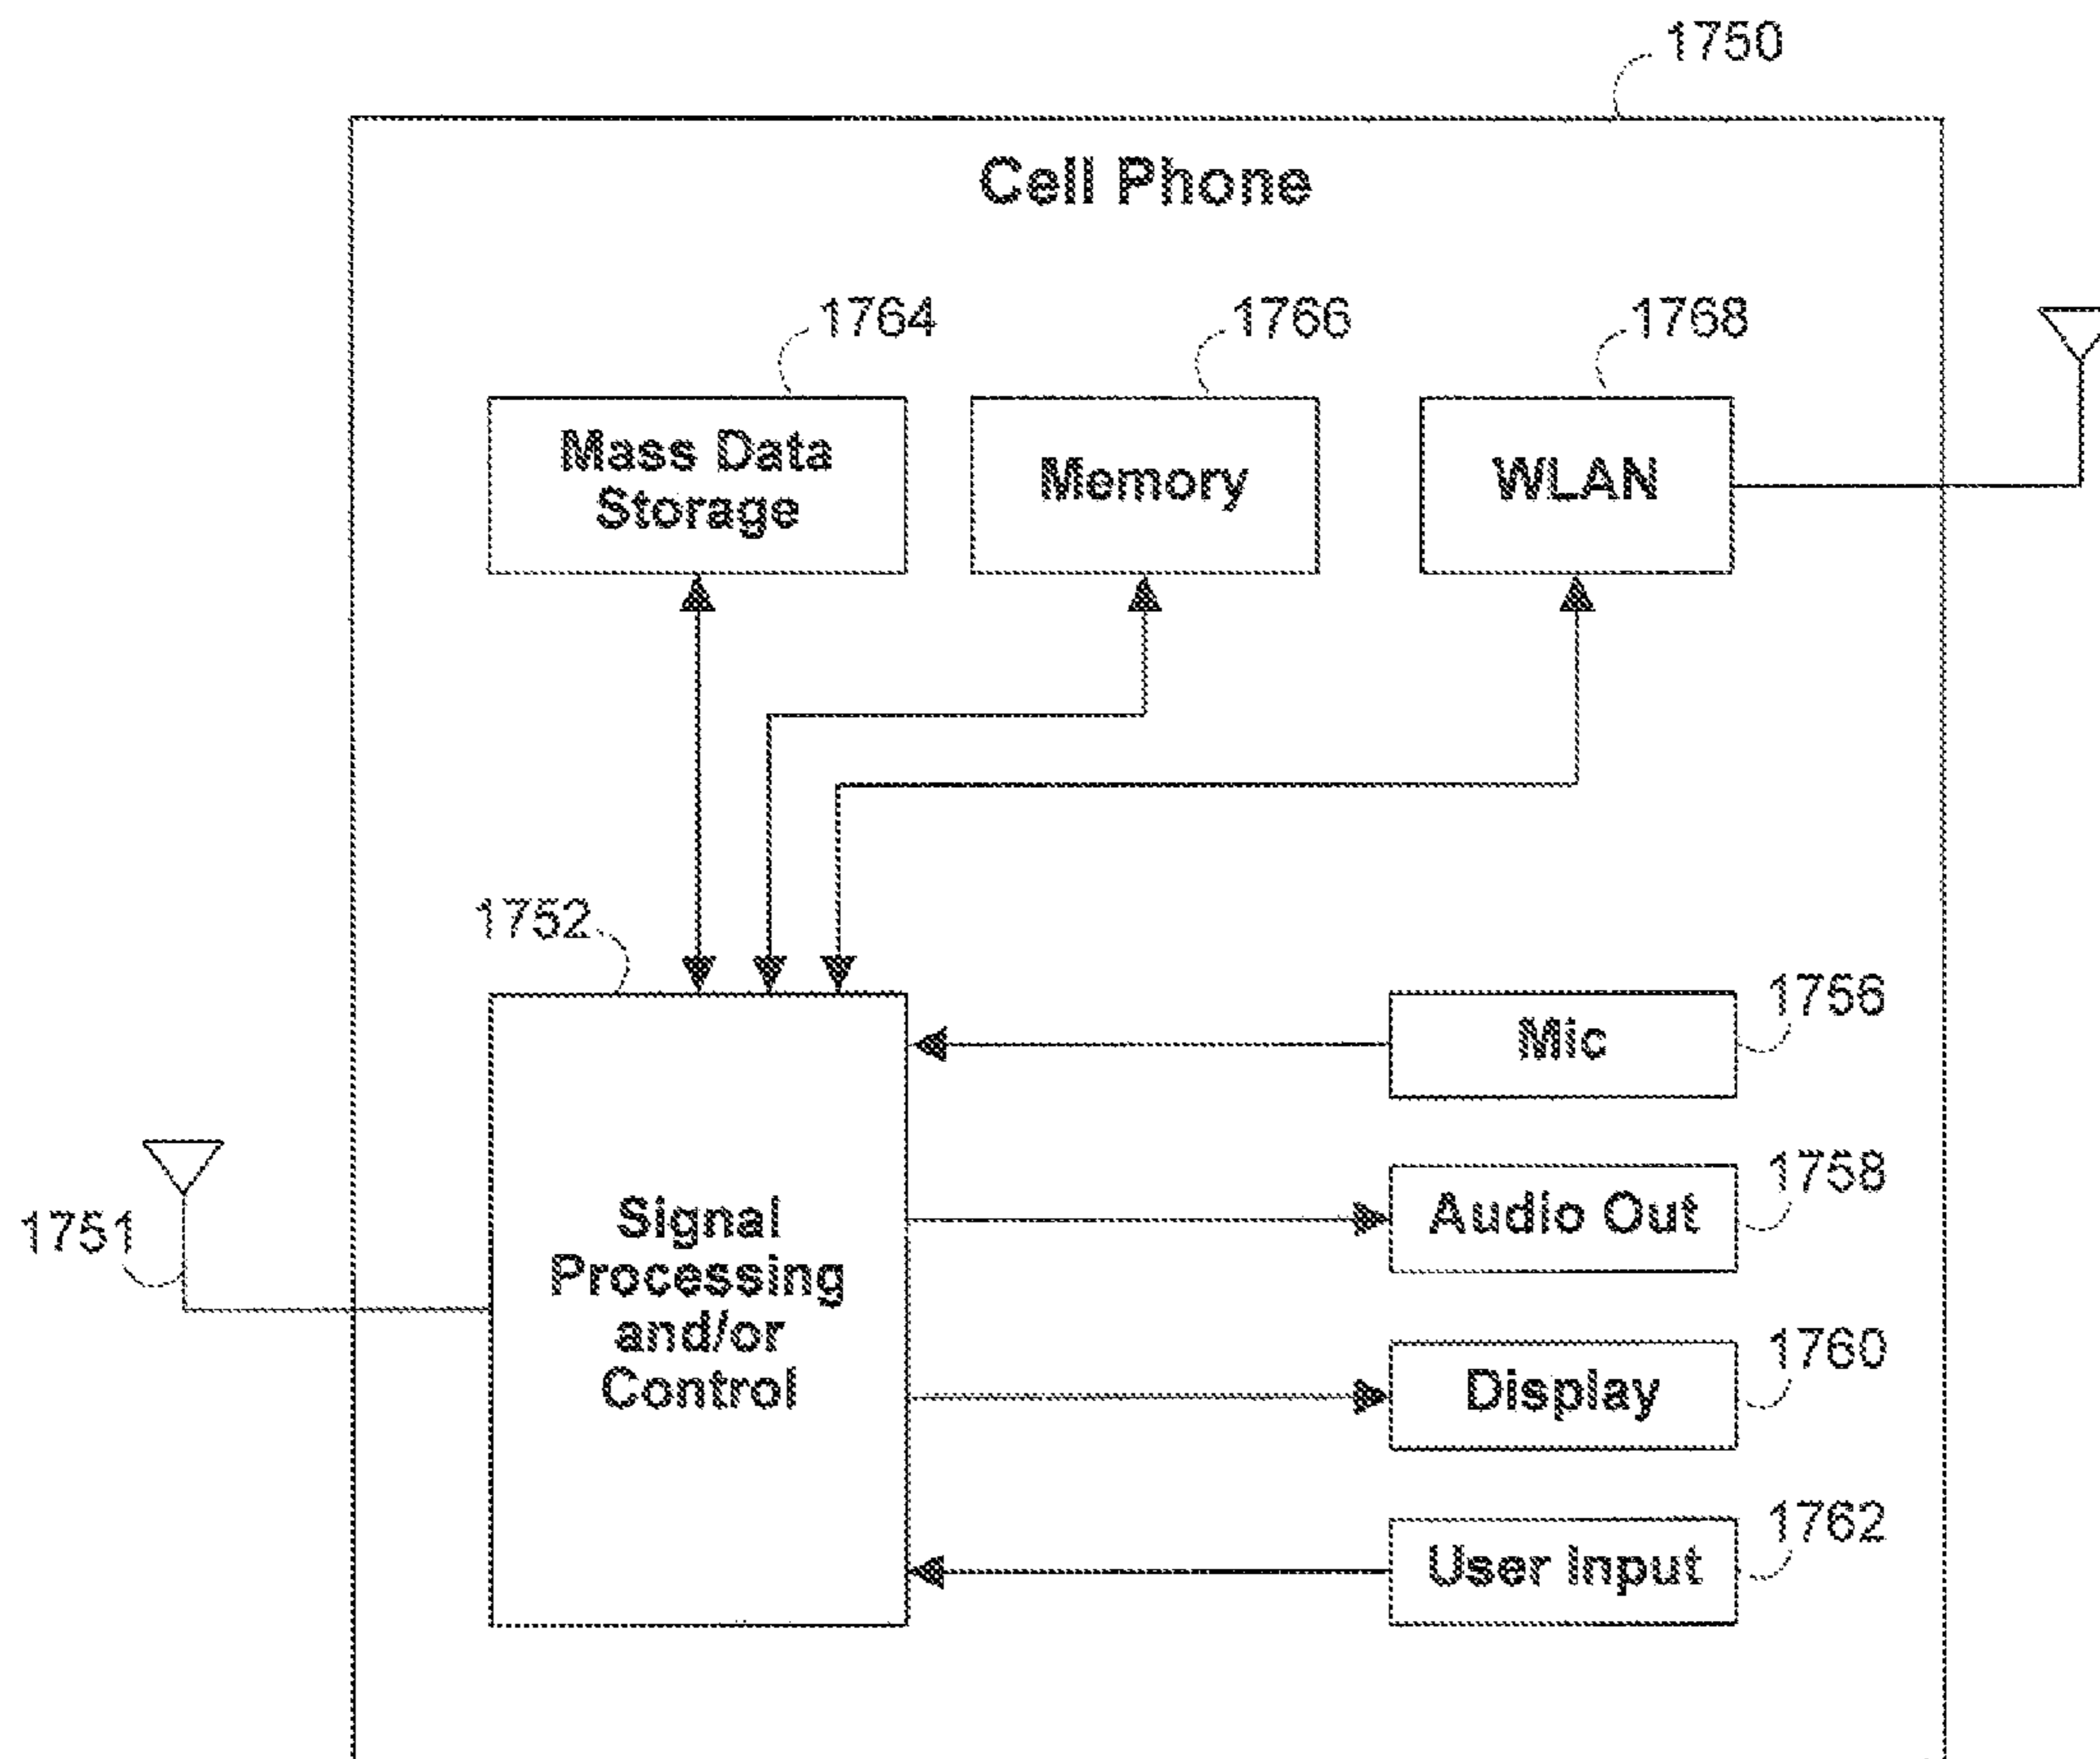 1750
Cell Phone
1764
1766
1768
Mass Data
Storage
Memory
WLAN
1752
Mic
1756
1751
Signal
Processing
and/or
Control
Audio Out
1758
Display
1760
User Input
1762